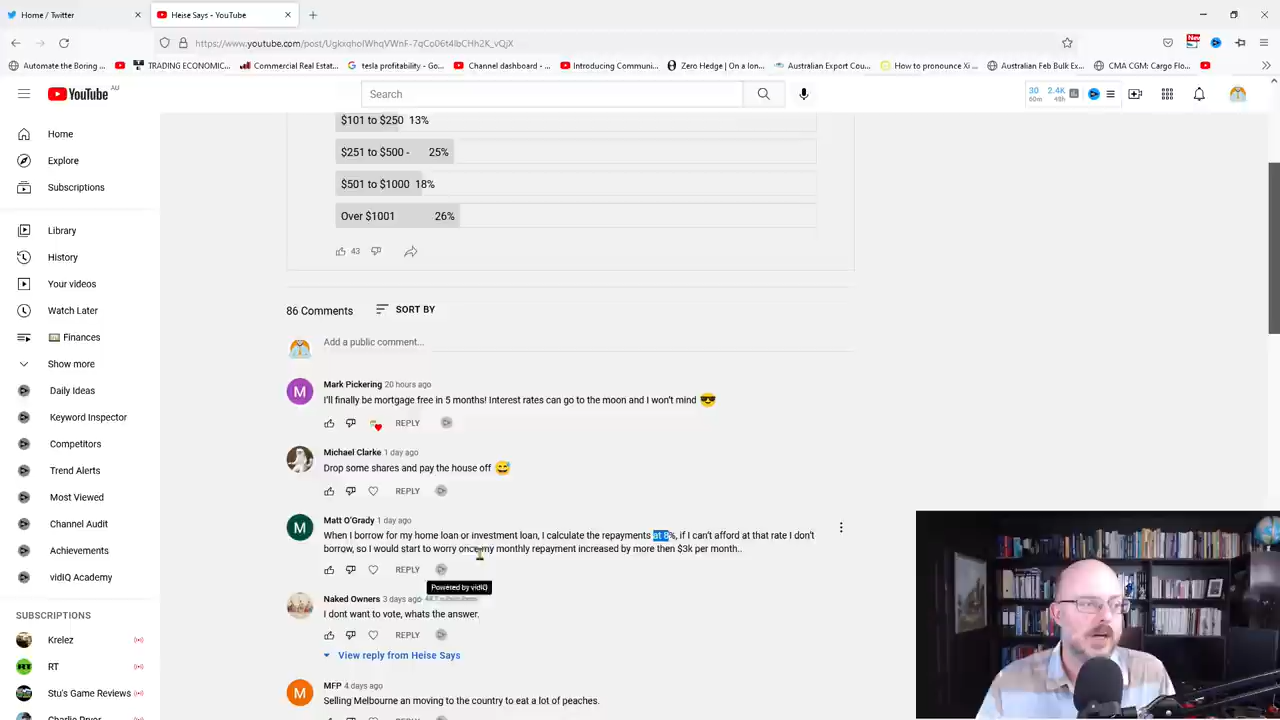 Home / Twitter
Heise Says - YouTube
https://www.youtube.com/post/UgkxqhoIWhqVWnF-7qCo06t4lbCHh2K_vQjX
New
Automate the Boring ...
TRADING ECONOMIC...
Commercial Real Estat...
tesla profitability - Go...
Channel dashboard - ...
Introducing Communi...
Zero Hedge | On a lon...
Australian Export Cou...
How to pronounce Xi ...
Australian Feb Bulk Ex...
CMA CGM: Cargo Flo...
YouTube AU
Search
30 2.4K
60m 48h
Home
Explore
Subscriptions
Library
History
Your videos
Watch Later
Finances
Show more
Daily Ideas
Keyword Inspector
Competitors
Trend Alerts
Most Viewed
Channel Audit
Achievements
vidIQ Academy
SUBSCRIPTIONS
Krelez
RT
Stu's Game Reviews
Charlie Pryor
$101 to $250 13%
$251 to $500 - 25%
$501 to $1000 18%
Over $1001 26%
43
86 Comments
SORT BY
Add a public comment...
Mark Pickering 20 hours ago
I'll finally be mortgage free in 5 months! Interest rates can go to the moon and I won't mind
REPLY
Michael Clarke 1 day ago
Drop some shares and pay the house off
REPLY
Matt O'Grady 1 day ago
When I borrow for my home loan or investment loan, I calculate the repayments at 8%, if I can't afford at that rate I don't
borrow, so I would start to worry once my monthly repayment increased by more then $3k per month..
REPLY
Powered by vidIQ
Naked Owners 3 days ago
I dont want to vote, whats the answer.
REPLY
View reply from Heise Says
MFP 4 days ago
Selling Melbourne an moving to the country to eat a lot of peaches.